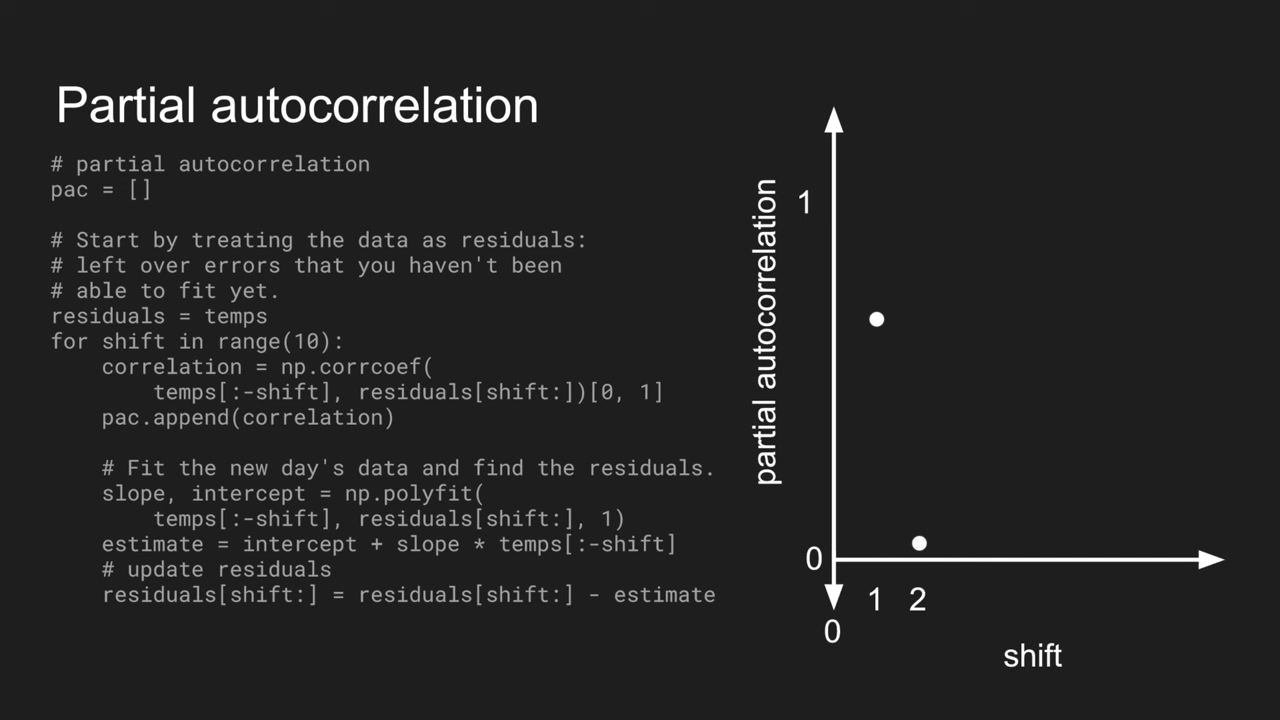 Partial autocorrelation
# partial autocorrelation
pac = []
# Start by treating the data as residuals:
# left over errors that you haven't been
# able to fit yet.
residuals = temps
for shift in range(10):
    correlation = np.corrcoef(
        temps[:-shift], residuals[shift:])[0, 1]
    pac.append(correlation)
    # Fit the new day's data and find the residuals.
    slope, intercept = np.polyfit(
        temps[:-shift], residuals[shift:], 1)
    estimate = intercept + slope * temps[:-shift]
    # update residuals
    residuals[shift:] = residuals[shift:] - estimate
partial autocorrelation
1
0
1 2
0
shift